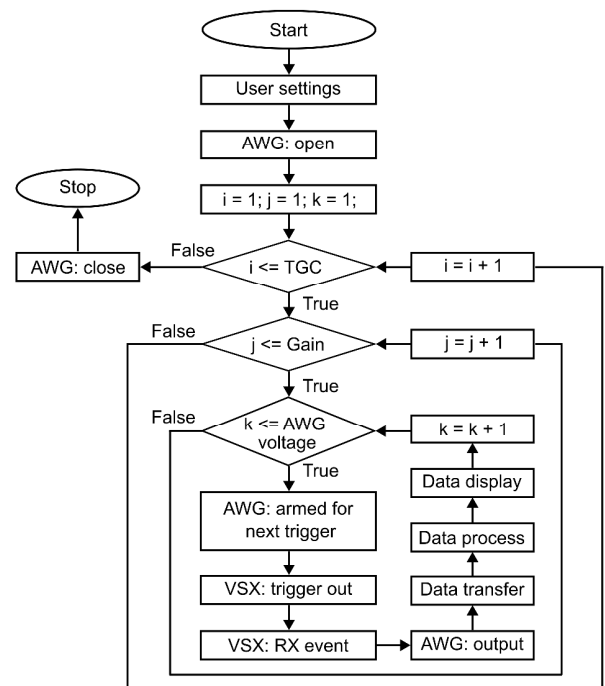 Start
User settings
AWG: open
Stop
i = 1; j = 1; k = 1;
False
AWG: close
i <= TGC
i = i + 1
True
False
j <= Gain
j = j + 1
True
False
k <= AWG
voltage
k = k + 1
True
Data display
AWG: armed for
next trigger
Data process
VSX: trigger out
Data transfer
VSX: RX event
AWG: output